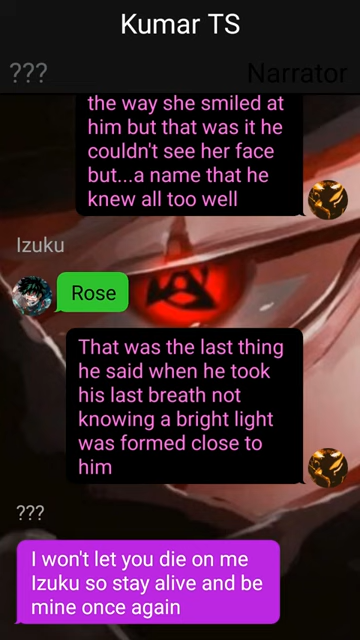 Kumar TS
???
Narrator
the way she smiled at
him but that was it he
couldn't see her face
but...a name that he
knew all too well
Izuku
Rose
That was the last thing
he said when he took
his last breath not
knowing a bright light
was formed close to
him
???
I won't let you die on me
Izuku so stay alive and be
mine once again